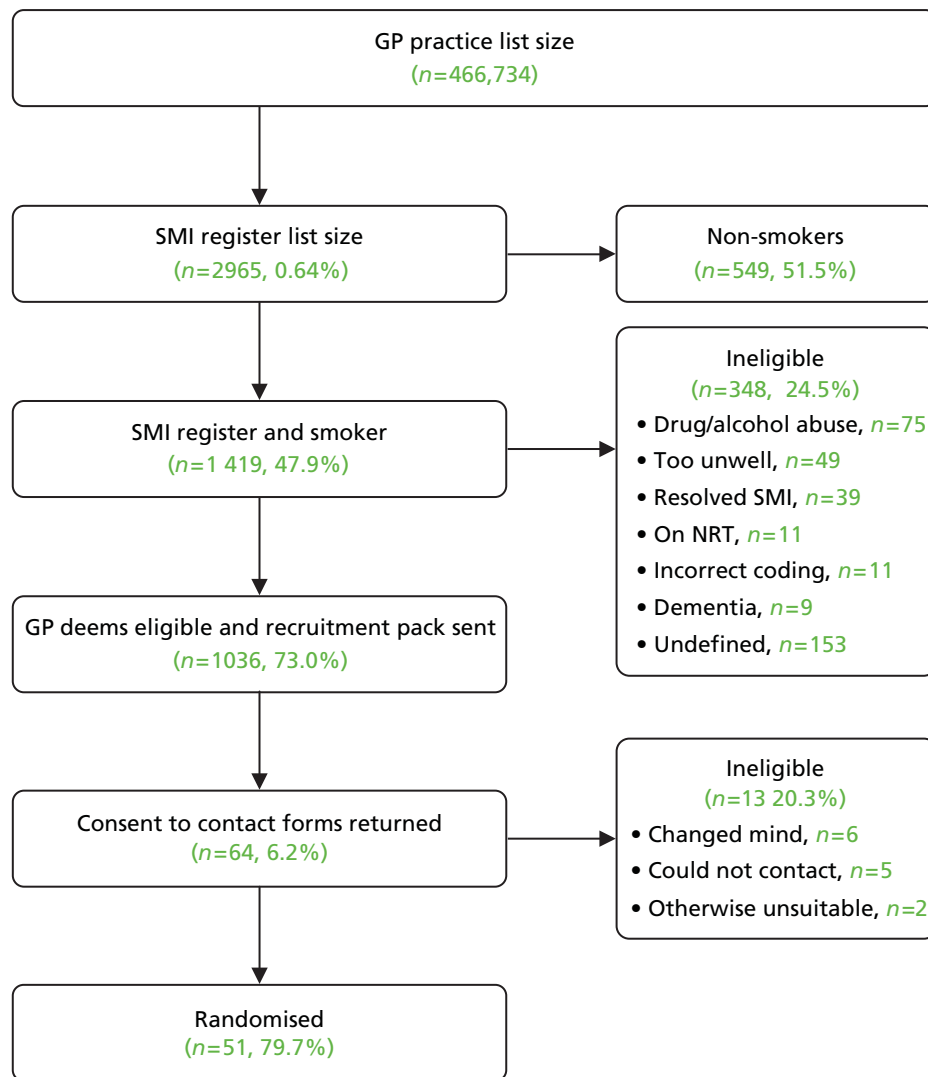 GP practice list size
(n=466,734)
SMI register list size
(n=2965, 0.64%)
Non-smokers
(n=549, 51.5%)
SMI register and smoker
(n=1 419, 47.9%)
Ineligible
(n=348, 24.5%)
• Drug/alcohol abuse, n=75
• Too unwell, n=49
• Resolved SMI, n=39
• On NRT, n=11
• Incorrect coding, n=11
• Dementia, n=9
• Undefined, n=153
GP deems eligible and recruitment pack sent
(n=1036, 73.0%)
Consent to contact forms returned
(n=64, 6.2%)
Ineligible
(n=13 20.3%)
• Changed mind, n=6
• Could not contact, n=5
• Otherwise unsuitable, n=2
Randomised
(n=51, 79.7%)